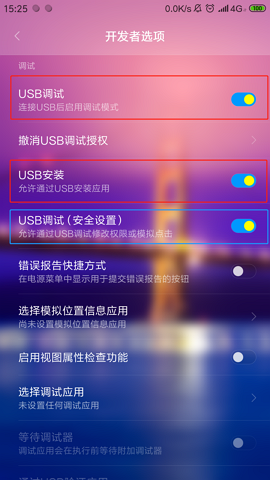 15:25
0.0K/s 4G 100
开发者选项
调试
USB调试
连接USB后启用调试模式
撤消USB调试授权
USB安装
允许通过USB安装应用
USB调试（安全设置）
允许通过USB调试修改权限或模拟点击
错误报告快捷方式
在电源菜单中显示用于提交错误报告的按钮
选择模拟位置信息应用
尚未设置模拟位置信息应用
启用视图属性检查功能
选择调试应用
未设置任何调试应用
等待调试器
调试应用会在执行前等待附加调试器
通过USB验证应用